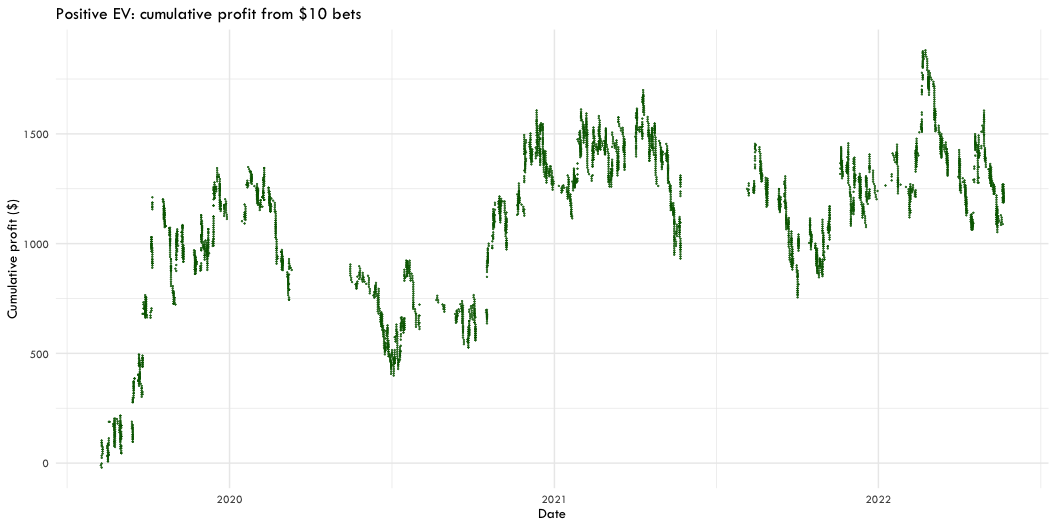 Positive EV: cumulative profit from $10 bets
Cumulative profit ($)
1500
1000
500
0
2020
2021
2022
Date